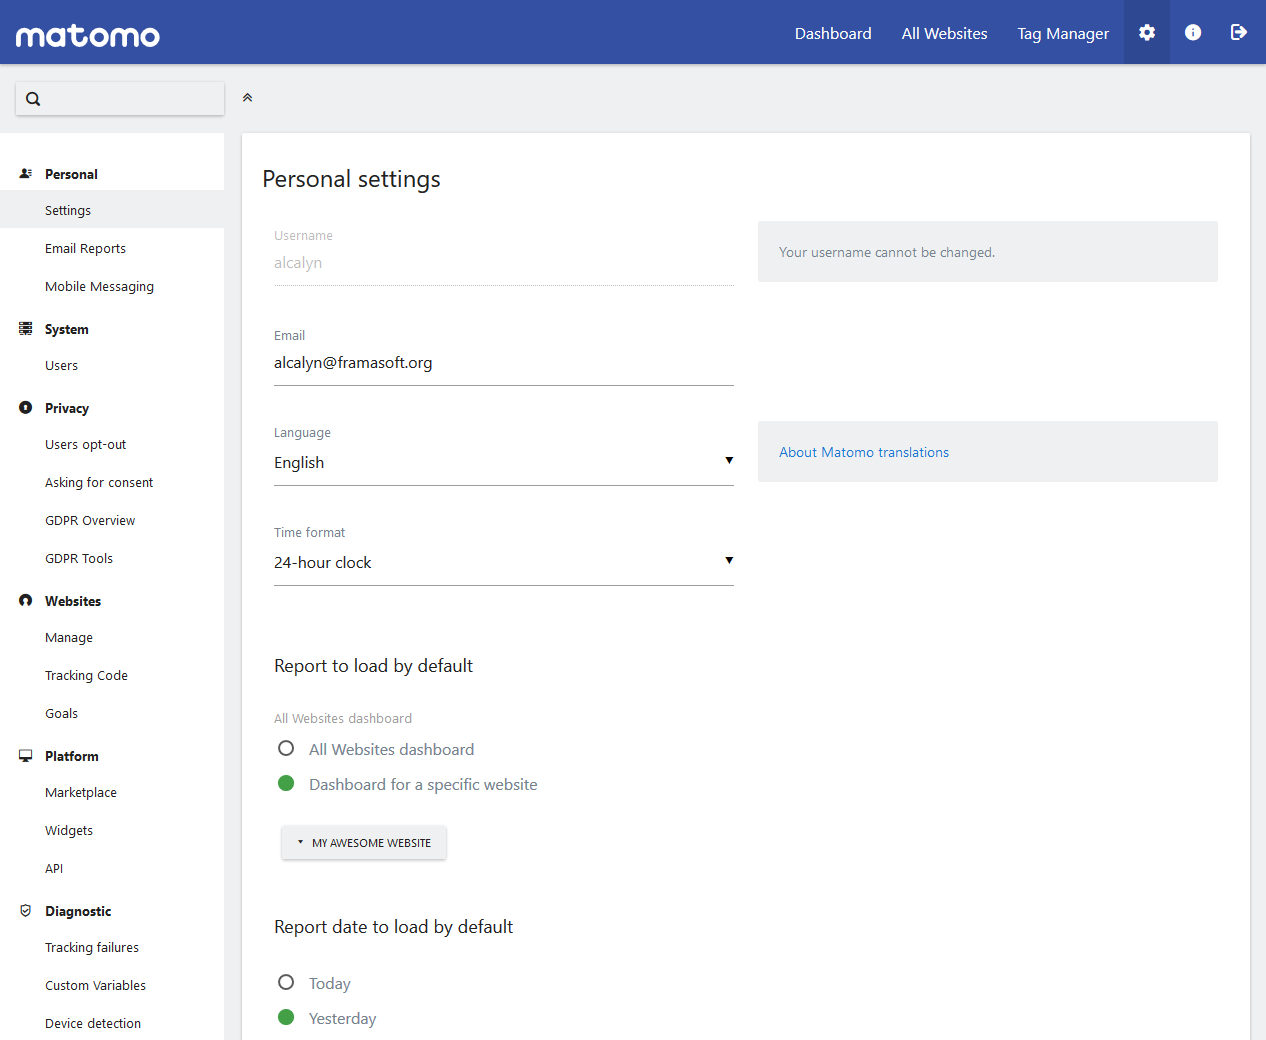 matomo
Dashboard
All Websites
Tag Manager
Personal
Settings
Email Reports
Mobile Messaging
System
Users
Privacy
Users opt-out
Asking for consent
GDPR Overview
GDPR Tools
Websites
Manage
Tracking Code
Goals
Platform
Marketplace
Widgets
API
Diagnostic
Tracking failures
Custom Variables
Device detection
Personal settings
Username
alcalyn
Your username cannot be changed.
Email
alcalyn@framasoft.org
Language
English
About Matomo translations
Time format
24-hour clock
Report to load by default
All Websites dashboard
All Websites dashboard
Dashboard for a specific website
MY AWESOME WEBSITE
Report date to load by default
Today
Yesterday